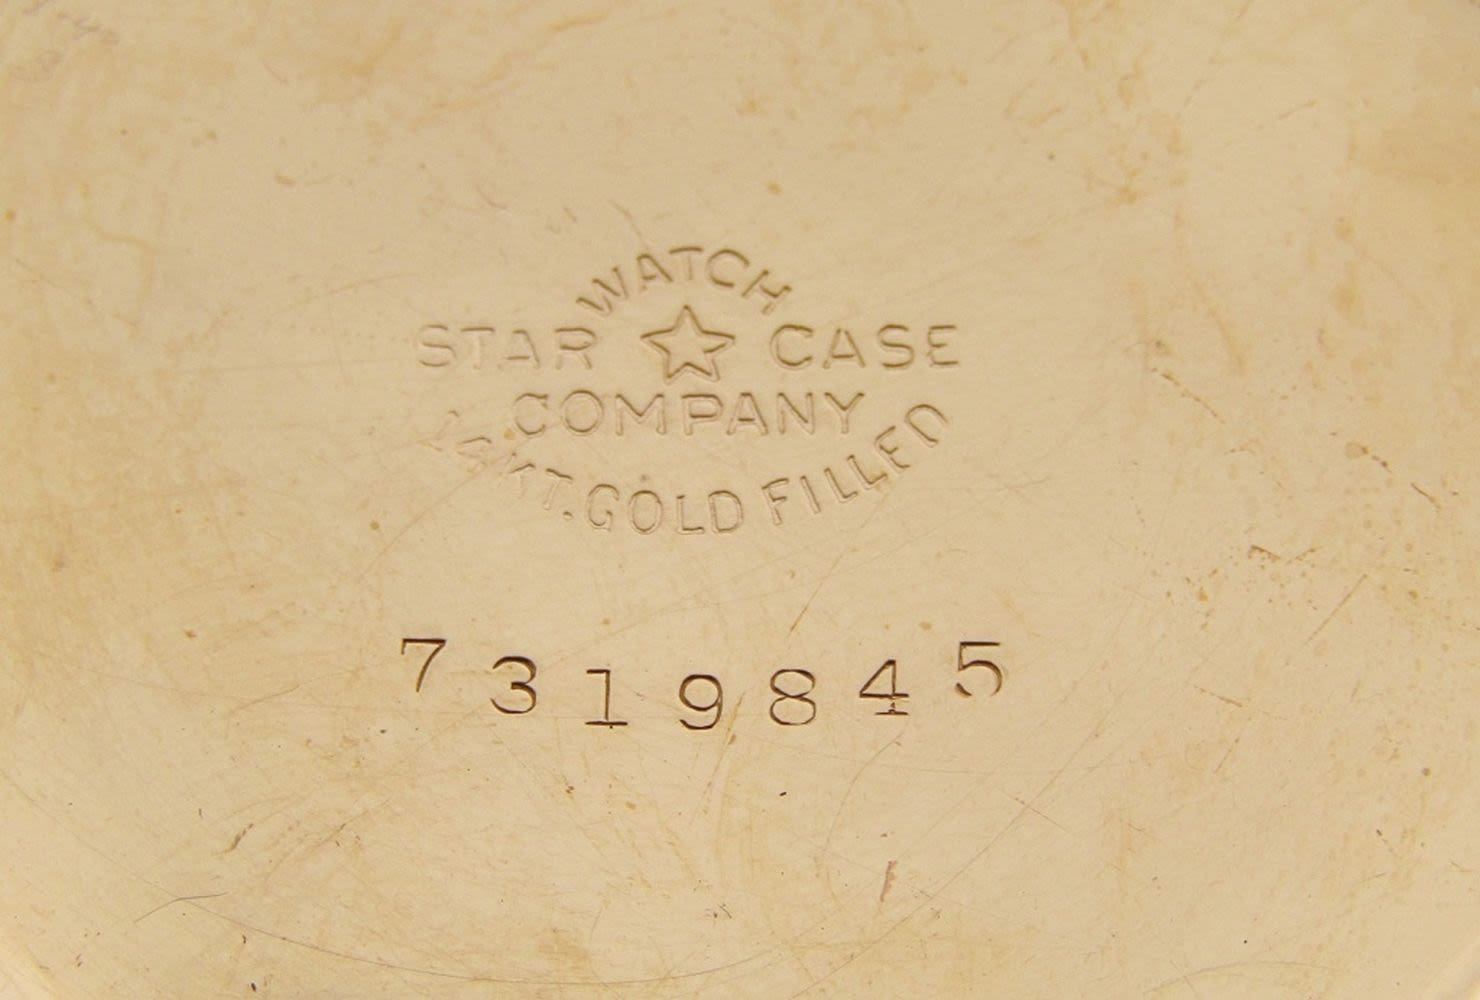 WATCH
STAR ☆ CASE
COMPANY
14KT. GOLD FILLED
7319845